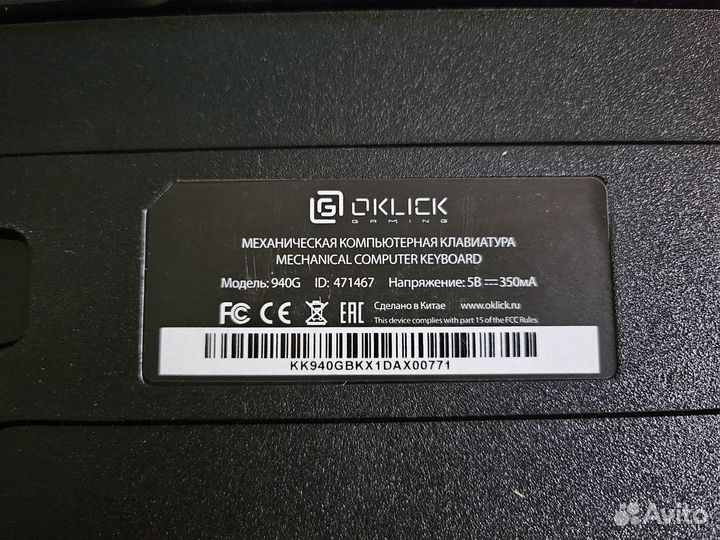 OKLICK
GAMING
МЕХАНИЧЕСКАЯ КОМПЬЮТЕРНАЯ КЛАВИАТУРА
MECHANICAL COMPUTER KEYBOARD
Модель: 940G ID: 471467 Напряжение: 5В 350мА
FC CE EAC Сделано в Китае www.oklick.ru
This device complies with part 15 of the FCC Rules
KK940GBKX1DAX00771
Avito